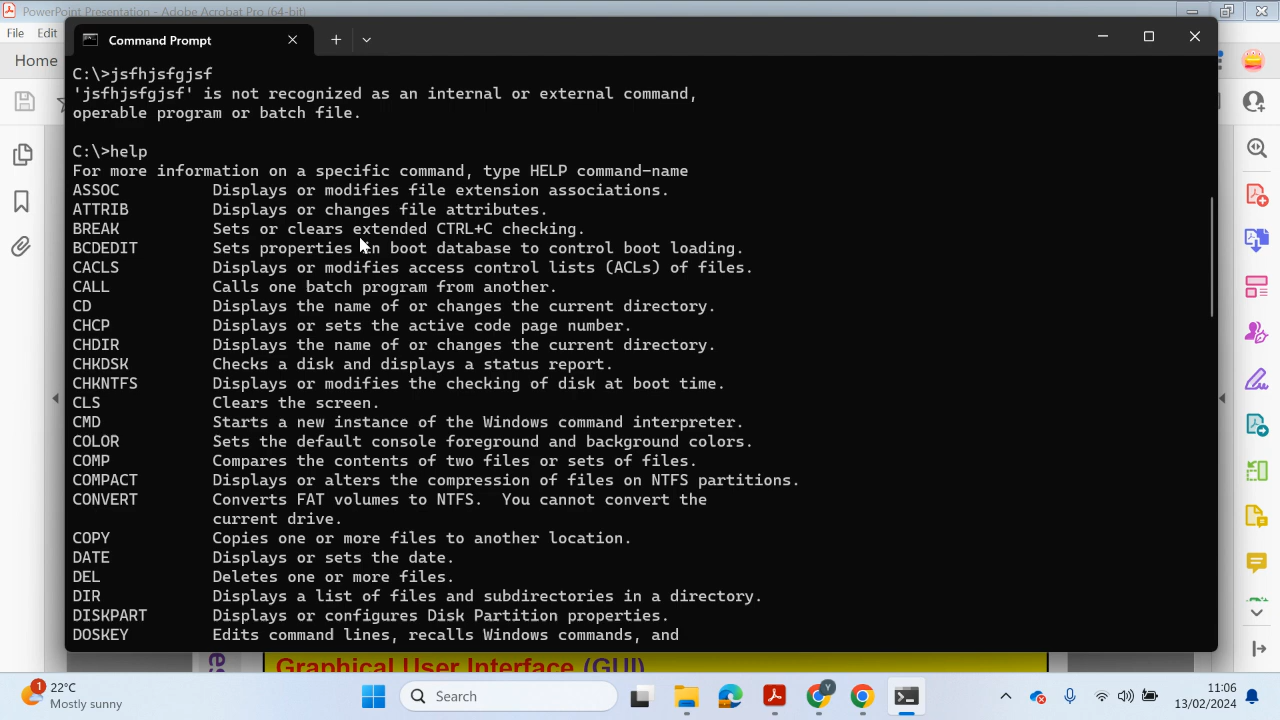 PowerPoint Presentation - Adobe Acrobat Pro (64-bit)
File Edit
Home
Command Prompt
C:\>jsfhjsfgjsf
'jsfhjsfgjsf' is not recognized as an internal or external command,
operable program or batch file.
C:\>help
For more information on a specific command, type HELP command-name
ASSOC Displays or modifies file extension associations.
ATTRIB Displays or changes file attributes.
BREAK Sets or clears extended CTRL+C checking.
BCDEDIT Sets properties in boot database to control boot loading.
CACLS Displays or modifies access control lists (ACLs) of files.
CALL Calls one batch program from another.
CD Displays the name of or changes the current directory.
CHCP Displays or sets the active code page number.
CHDIR Displays the name of or changes the current directory.
CHKDSK Checks a disk and displays a status report.
CHKNTFS Displays or modifies the checking of disk at boot time.
CLS Clears the screen.
CMD Starts a new instance of the Windows command interpreter.
COLOR Sets the default console foreground and background colors.
COMP Compares the contents of two files or sets of files.
COMPACT Displays or alters the compression of files on NTFS partitions.
CONVERT Converts FAT volumes to NTFS. You cannot convert the
current drive.
COPY Copies one or more files to another location.
DATE Displays or sets the date.
DEL Deletes one or more files.
DIR Displays a list of files and subdirectories in a directory.
DISKPART Displays or configures Disk Partition properties.
DOSKEY Edits command lines, recalls Windows commands, and
Graphical User Interface (GUI)
1
22°C
Mostly sunny
Search
Y
11:06
13/02/2024